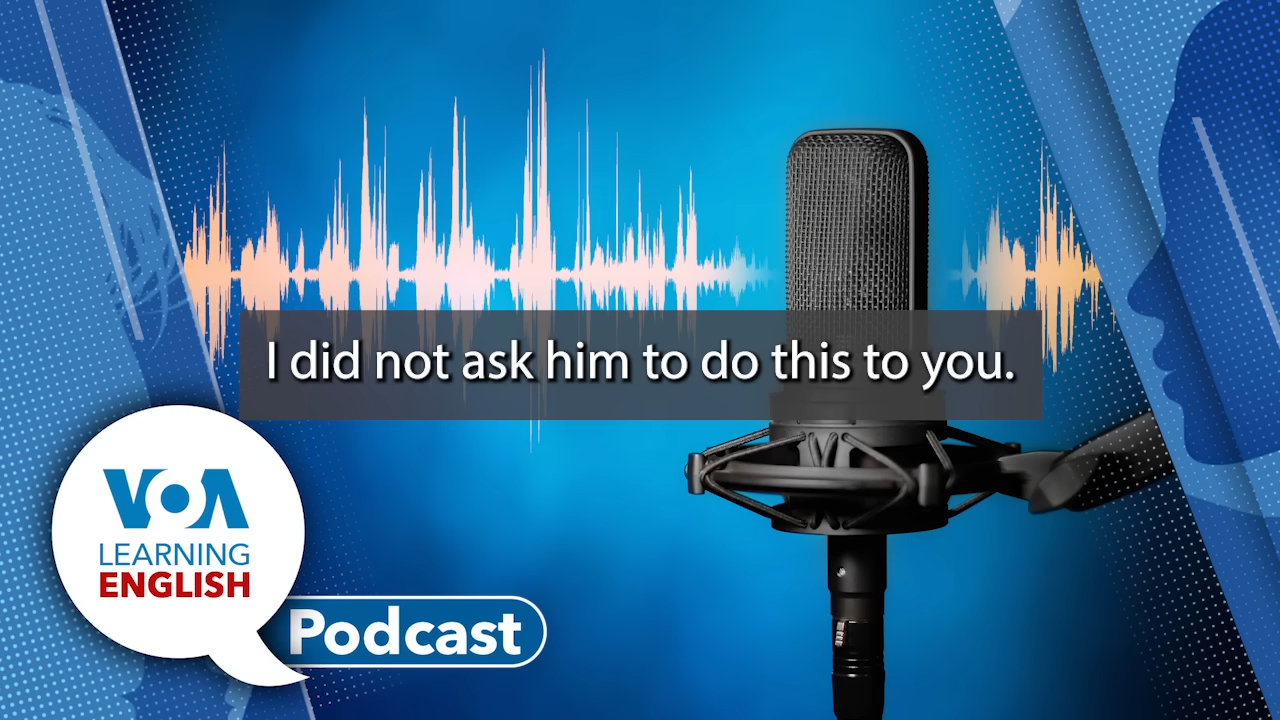 I did not ask him to do this to you.
VOA
LEARNING
ENGLISH
Podcast